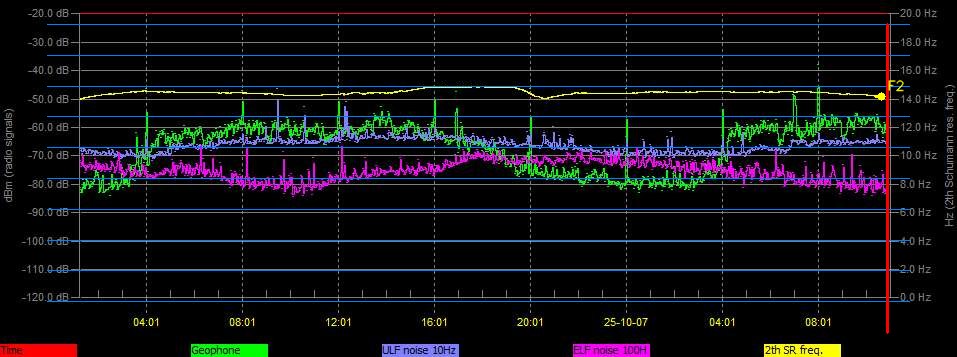 -20.0 dB 20.0 Hz
-30.0 dB 18.0 Hz
-40.0 dB 16.0 Hz
F2
-50.0 dB 14.0 Hz
-60.0 dB 12.0 Hz
-70.0 dB 10.0 Hz
-80.0 dB 8.0 Hz
-90.0 dB 6.0 Hz
-100.0 dB 4.0 Hz
-110.0 dB 2.0 Hz
-120.0 dB 0.0 Hz
dBm (radio signals)
Hz (2th Schumann res. freq.)
04:01 08:01 12:01 16:01 20:01 25-10-07 04:01 08:01
Time Geophone ULF noise 10Hz ELF noise 100H 2th SR freq.